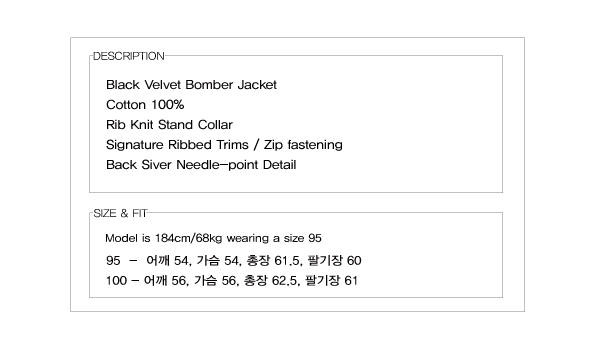 DESCRIPTION
Black Velvet Bomber Jacket
Cotton 100%
Rib Knit Stand Collar
Signature Ribbed Trims / Zip fastening
Back Siver Needle-point Detail
SIZE & FIT
Model is 184cm/68kg wearing a size 95
95 - 어깨 54, 가슴 54, 총장 61.5, 팔기장 60
100 - 어깨 56, 가슴 56, 총장 62.5, 팔기장 61